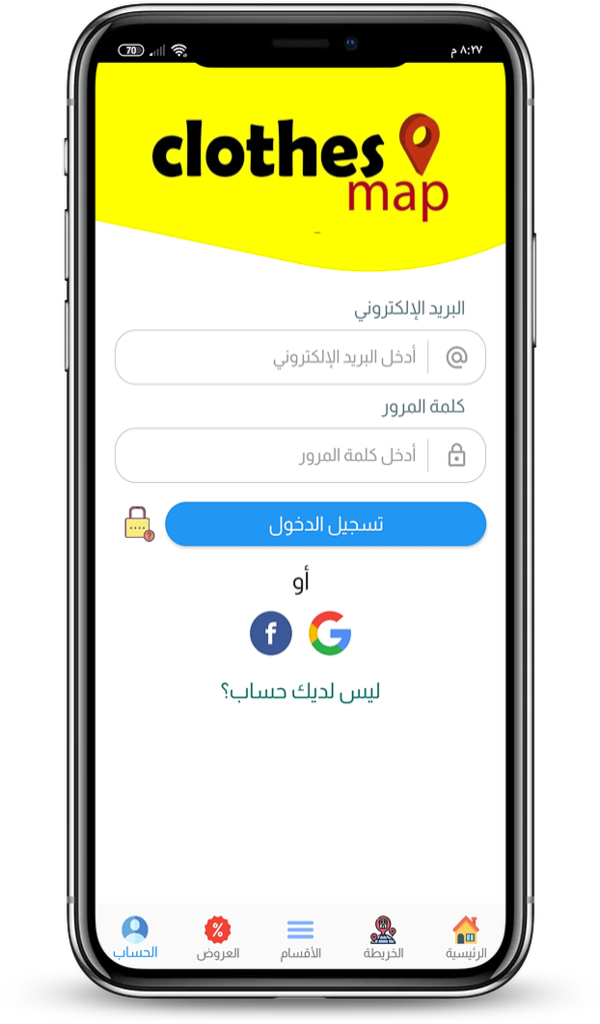 ٨:٢٧ م
70
clothes
map
البريد الإلكتروني
أدخل البريد الإلكتروني
كلمة المرور
أدخل كلمة المرور
تسجيل الدخول
أو
ليس لديك حساب؟
الرئيسية
الخريطة
الأقسام
العروض
الحساب